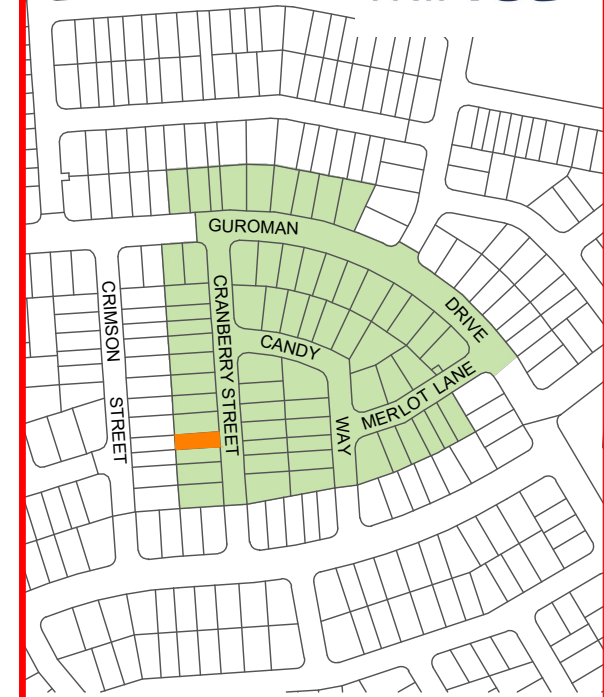 GUROMAN
DRIVE
CRIMSON
STREET
CRANBERRY STREET
CANDY
WAY
MERLOT LANE